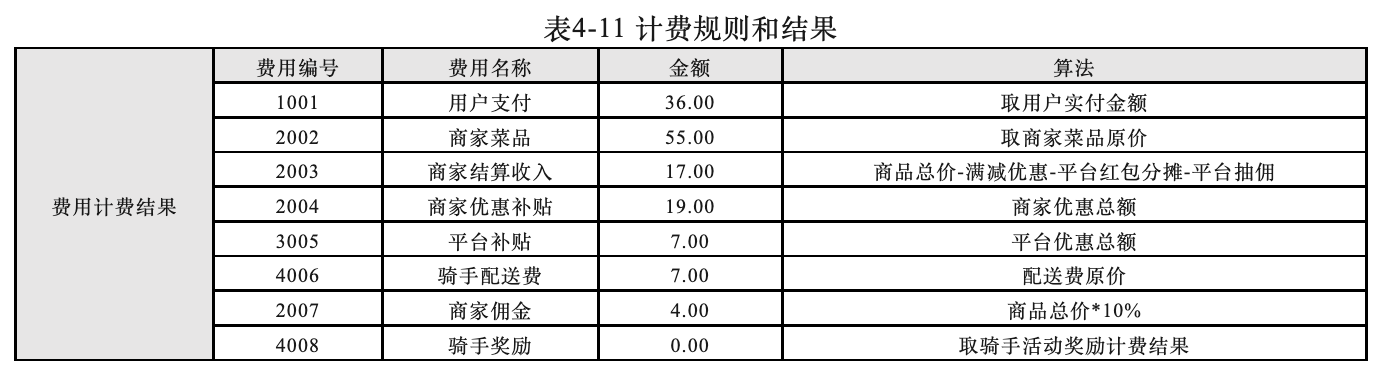 表4-11 计费规则和结果
费用编号 费用名称 金额 算法
1001 用户支付 36.00 取用户实付金额
2002 商家菜品 55.00 取商家菜品原价
2003 商家结算收入 17.00 商品总价-满减优惠-平台红包分摊-平台抽佣
费用计费结果 2004 商家优惠补贴 19.00 商家优惠总额
3005 平台补贴 7.00 平台优惠总额
4006 骑手配送费 7.00 配送费原价
2007 商家佣金 4.00 商品总价*10%
4008 骑手奖励 0.00 取骑手活动奖励计费结果